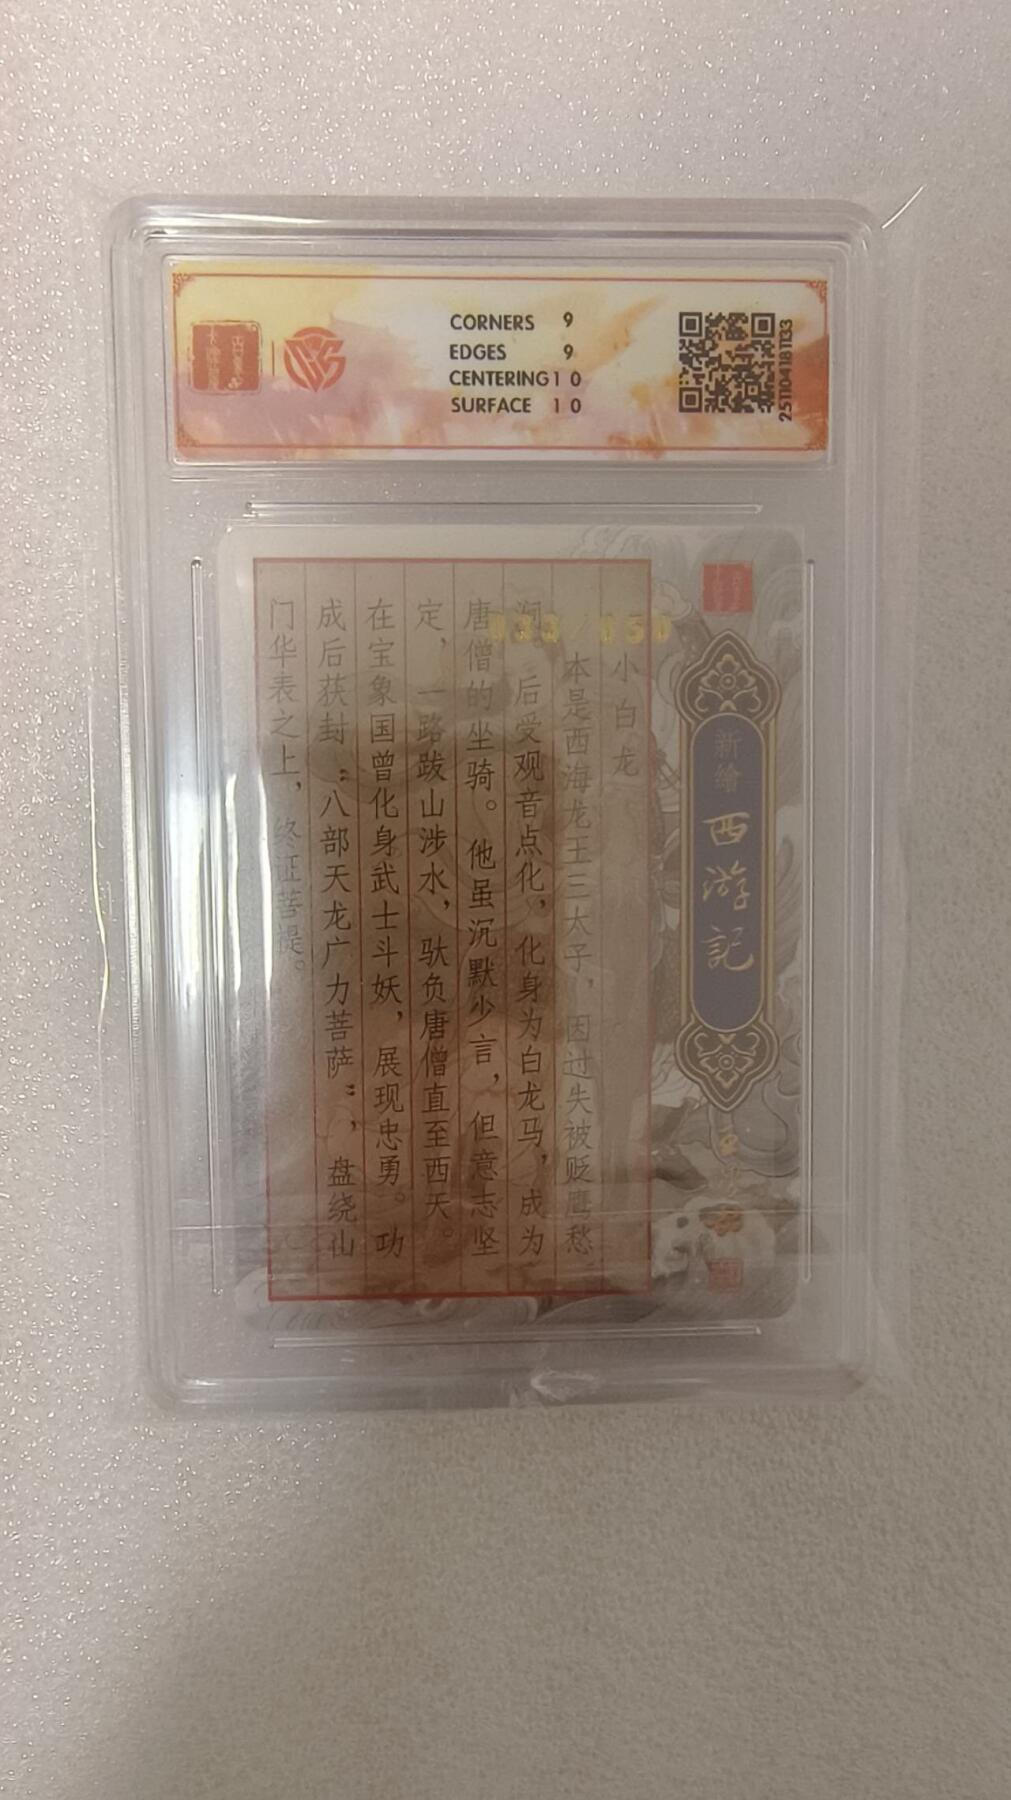 CORNERS 9
EDGES 9
CENTERING 10
SURFACE 10
251104181133
033/050
小白龙
本是西海龙王三太子，因过失被贬鹰愁
涧。后受观音点化，化身为白龙马，成为
唐僧的坐骑。他虽沉默少言，但意志坚
定，一路跋山涉水，驮负唐僧直至西天。
在宝象国曾化身武士斗妖，展现忠勇。功
成后获封“八部天龙广力菩萨”，盘绕山
门华表之上，终证菩提。
新繪
西游記